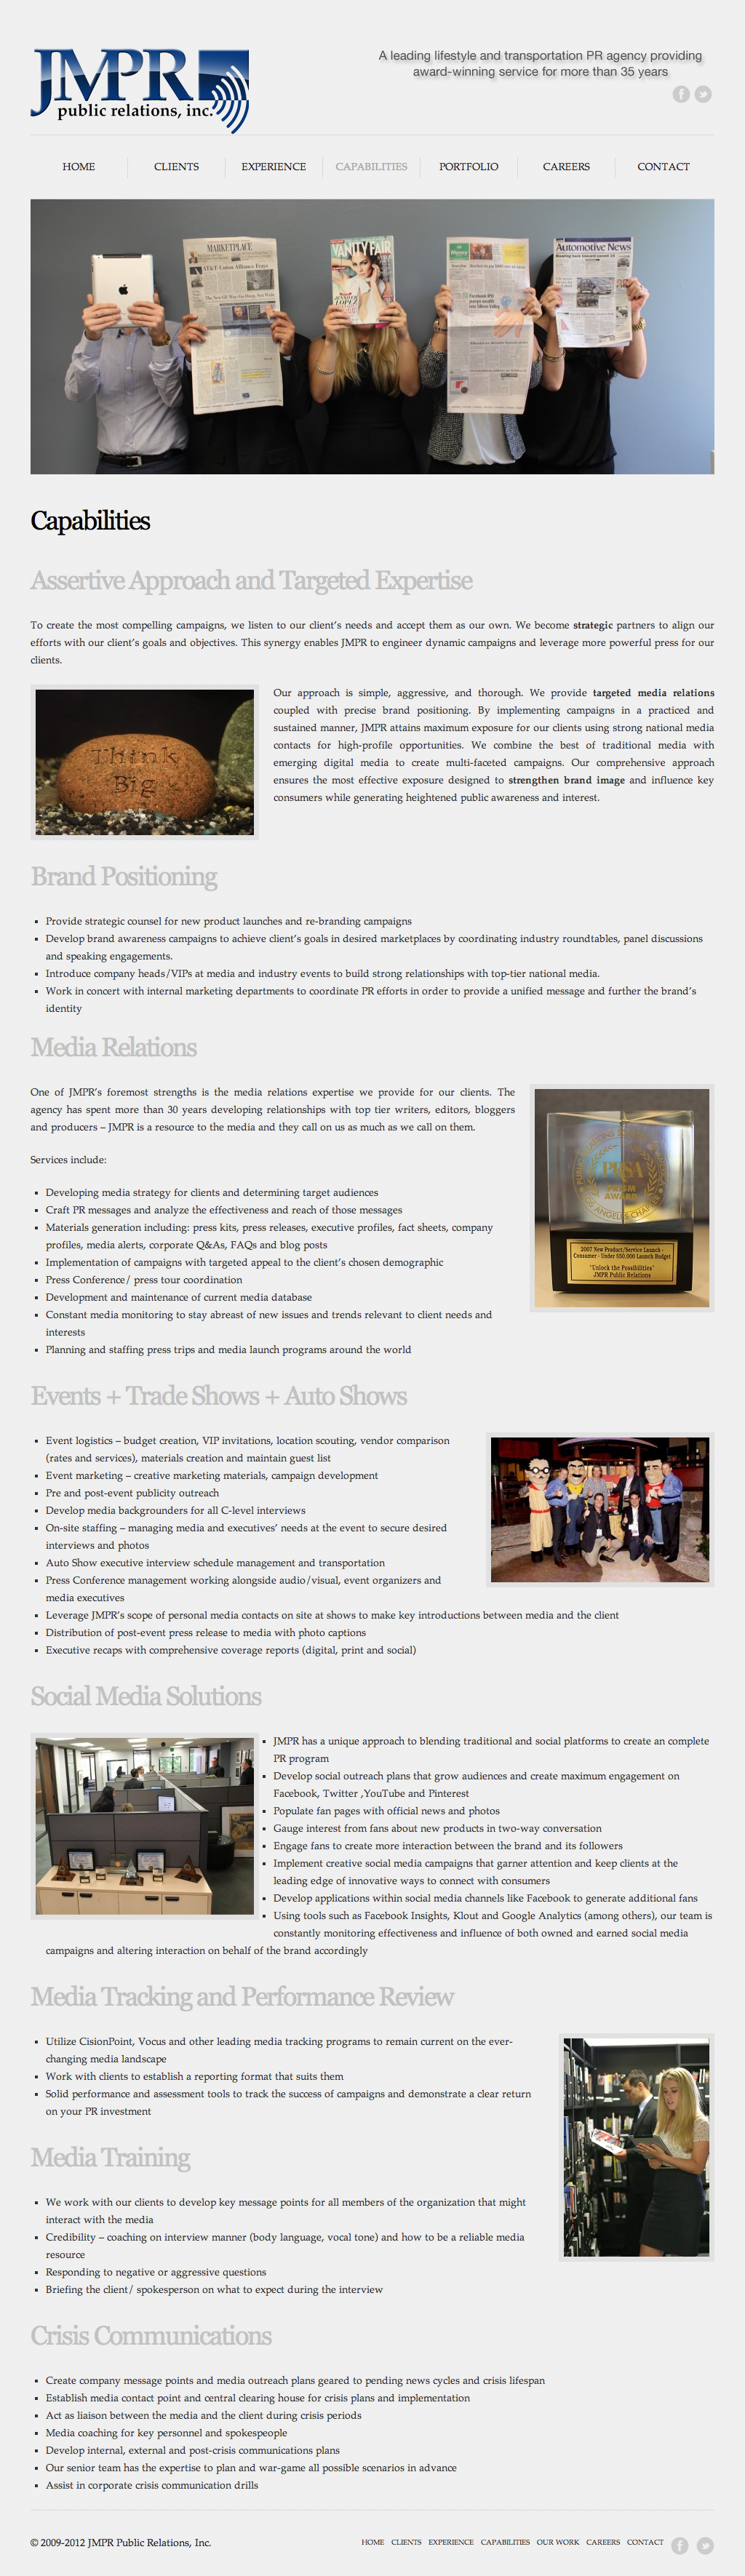 JMPR
public relations, inc.
A leading lifestyle and transportation PR agency providing
award-winning service for more than 35 years
HOME
CLIENTS
EXPERIENCE
CAPABILITIES
PORTFOLIO
CAREERS
CONTACT
MARKETPLACE
VANITY FAIR
Money
Automotive News
Capabilities
Assertive Approach and Targeted Expertise
To create the most compelling campaigns, we listen to our client's needs and accept them as our own. We become strategic partners to align our
efforts with our client's goals and objectives. This synergy enables JMPR to engineer dynamic campaigns and leverage more powerful press for our
clients.
Think
Big
Our approach is simple, aggressive, and thorough. We provide targeted media relations
coupled with precise brand positioning. By implementing campaigns in a practiced and
sustained manner, JMPR attains maximum exposure for our clients using strong national media
contacts for high-profile opportunities. We combine the best of traditional media with
emerging digital media to create multi-faceted campaigns. Our comprehensive approach
ensures the most effective exposure designed to strengthen brand image and influence key
consumers while generating heightened public awareness and interest.
Brand Positioning
▪ Provide strategic counsel for new product launches and re-branding campaigns
▪ Develop brand awareness campaigns to achieve client's goals in desired marketplaces by coordinating industry roundtables, panel discussions
and speaking engagements.
▪ Introduce company heads/VIPs at media and industry events to build strong relationships with top-tier national media.
▪ Work in concert with internal marketing departments to coordinate PR efforts in order to provide a unified message and further the brand's
identity
Media Relations
One of JMPR's foremost strengths is the media relations expertise we provide for our clients. The
agency has spent more than 30 years developing relationships with top tier writers, editors, bloggers
and producers – JMPR is a resource to the media and they call on us as much as we call on them.
Services include:
▪ Developing media strategy for clients and determining target audiences
▪ Craft PR messages and analyze the effectiveness and reach of those messages
▪ Materials generation including: press kits, press releases, executive profiles, fact sheets, company
profiles, media alerts, corporate Q&As, FAQs and blog posts
▪ Implementation of campaigns with targeted appeal to the client's chosen demographic
▪ Press Conference/ press tour coordination
▪ Development and maintenance of current media database
▪ Constant media monitoring to stay abreast of new issues and trends relevant to client needs and
interests
▪ Planning and staffing press trips and media launch programs around the world
PRSA
PRISM
AWARD
2007 New Product/Service Launch -
Consumer - Under $50,000 Launch Budget
"Unlock the Possibilities"
JMPR Public Relations
Events + Trade Shows + Auto Shows
▪ Event logistics – budget creation, VIP invitations, location scouting, vendor comparison
(rates and services), materials creation and maintain guest list
▪ Event marketing – creative marketing materials, campaign development
▪ Pre and post-event publicity outreach
▪ Develop media backgrounders for all C-level interviews
▪ On-site staffing – managing media and executives' needs at the event to secure desired
interviews and photos
▪ Auto Show executive interview schedule management and transportation
▪ Press Conference management working alongside audio/visual, event organizers and
media executives
▪ Leverage JMPR's scope of personal media contacts on site at shows to make key introductions between media and the client
▪ Distribution of post-event press release to media with photo captions
▪ Executive recaps with comprehensive coverage reports (digital, print and social)
Social Media Solutions
▪ JMPR has a unique approach to blending traditional and social platforms to create an complete
PR program
▪ Develop social outreach plans that grow audiences and create maximum engagement on
Facebook, Twitter ,YouTube and Pinterest
▪ Populate fan pages with official news and photos
▪ Gauge interest from fans about new products in two-way conversation
▪ Engage fans to create more interaction between the brand and its followers
▪ Implement creative social media campaigns that garner attention and keep clients at the
leading edge of innovative ways to connect with consumers
▪ Develop applications within social media channels like Facebook to generate additional fans
▪ Using tools such as Facebook Insights, Klout and Google Analytics (among others), our team is
constantly monitoring effectiveness and influence of both owned and earned social media
campaigns and altering interaction on behalf of the brand accordingly
Media Tracking and Performance Review
▪ Utilize CisionPoint, Vocus and other leading media tracking programs to remain current on the ever-
changing media landscape
▪ Work with clients to establish a reporting format that suits them
▪ Solid performance and assessment tools to track the success of campaigns and demonstrate a clear return
on your PR investment
Media Training
▪ We work with our clients to develop key message points for all members of the organization that might
interact with the media
▪ Credibility – coaching on interview manner (body language, vocal tone) and how to be a reliable media
resource
▪ Responding to negative or aggressive questions
▪ Briefing the client/ spokesperson on what to expect during the interview
Crisis Communications
▪ Create company message points and media outreach plans geared to pending news cycles and crisis lifespan
▪ Establish media contact point and central clearing house for crisis plans and implementation
▪ Act as liaison between the media and the client during crisis periods
▪ Media coaching for key personnel and spokespeople
▪ Develop internal, external and post-crisis communications plans
▪ Our senior team has the expertise to plan and war-game all possible scenarios in advance
▪ Assist in corporate crisis communication drills
© 2009-2012 JMPR Public Relations, Inc.
HOME CLIENTS EXPERIENCE CAPABILITIES OUR WORK CAREERS CONTACT